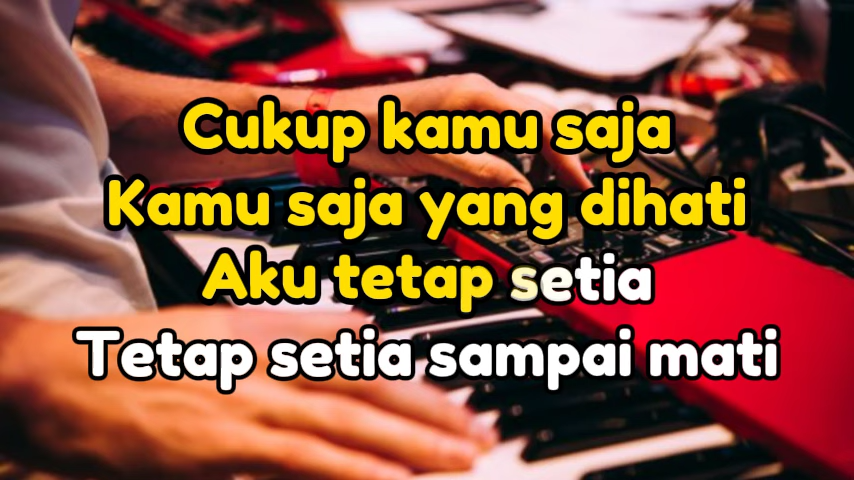 Cukup kamu saja
Kamu saja yang dihati
Aku tetap setia
Tetap setia sampai mati